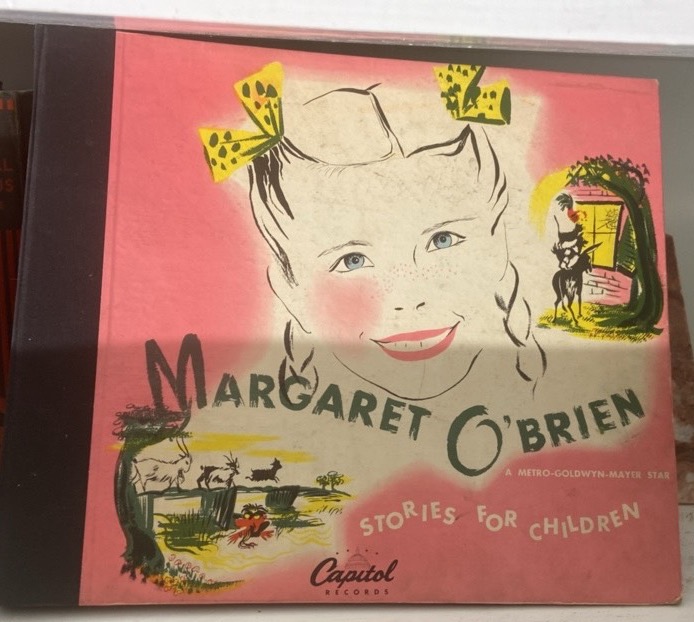 MARGARET O'BRIEN
A METRO-GOLDWYN-MAYER STAR
STORIES FOR CHILDREN
Capitol
RECORDS